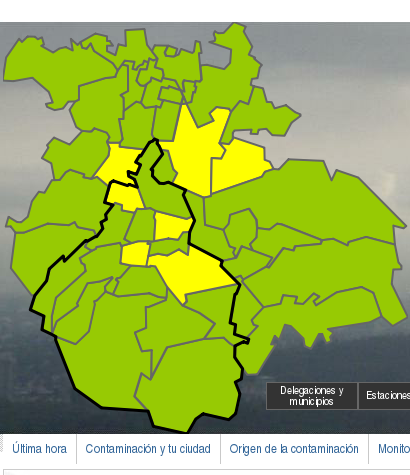 Delegaciones y
municipios
Estaciones
Última hora
Contaminación y tu ciudad
Origen de la contaminación
Monito